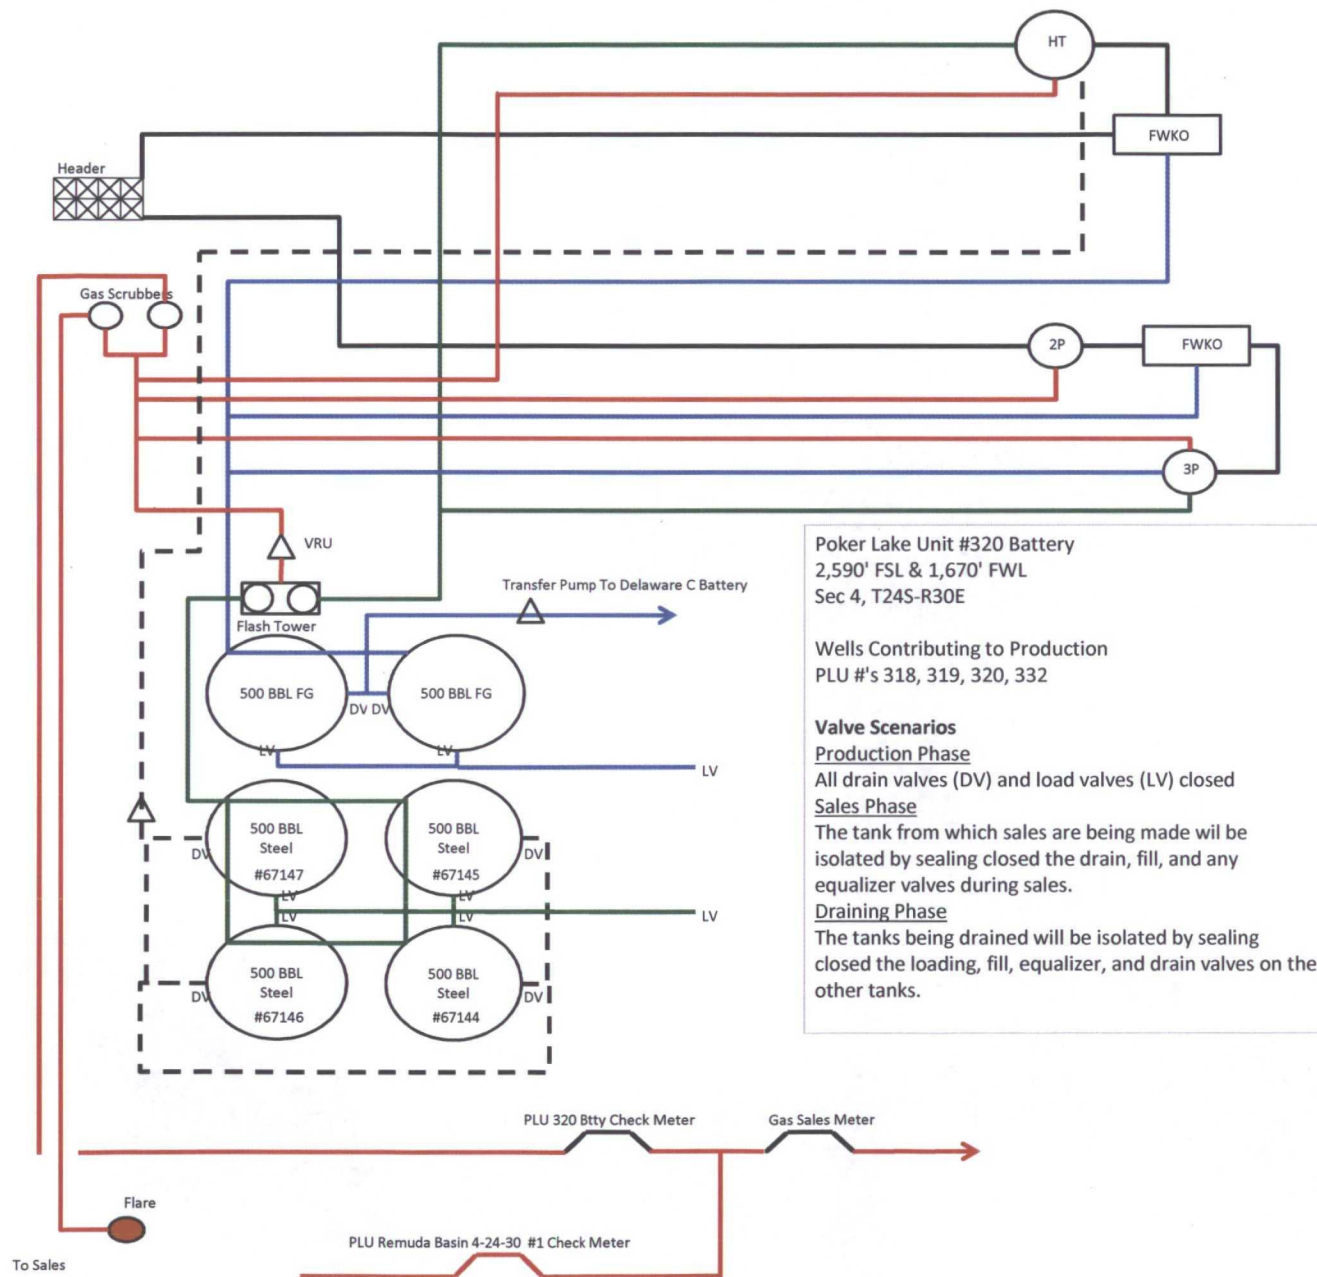 HT
FWKO
Header
Gas Scrubbers
2P
FWKO
3P
VRU
Transfer Pump To Delaware C Battery
Flash Tower
500 BBL FG
500 BBL FG
DV DV
LV
LV
LV
500 BBL
Steel
#67147
500 BBL
Steel
#67145
DV
DV
LV
LV
LV
LV
LV
500 BBL
Steel
#67146
500 BBL
Steel
#67144
DV
DV
Poker Lake Unit #320 Battery
2,590' FSL & 1,670' FWL
Sec 4, T24S-R30E
Wells Contributing to Production
PLU #'s 318, 319, 320, 332
Valve Scenarios
Production Phase
All drain valves (DV) and load valves (LV) closed
Sales Phase
The tank from which sales are being made wil be
isolated by sealing closed the drain, fill, and any
equalizer valves during sales.
Draining Phase
The tanks being drained will be isolated by sealing
closed the loading, fill, equalizer, and drain valves on the
other tanks.
PLU 320 Btty Check Meter
Gas Sales Meter
Flare
PLU Remuda Basin 4-24-30 #1 Check Meter
To Sales